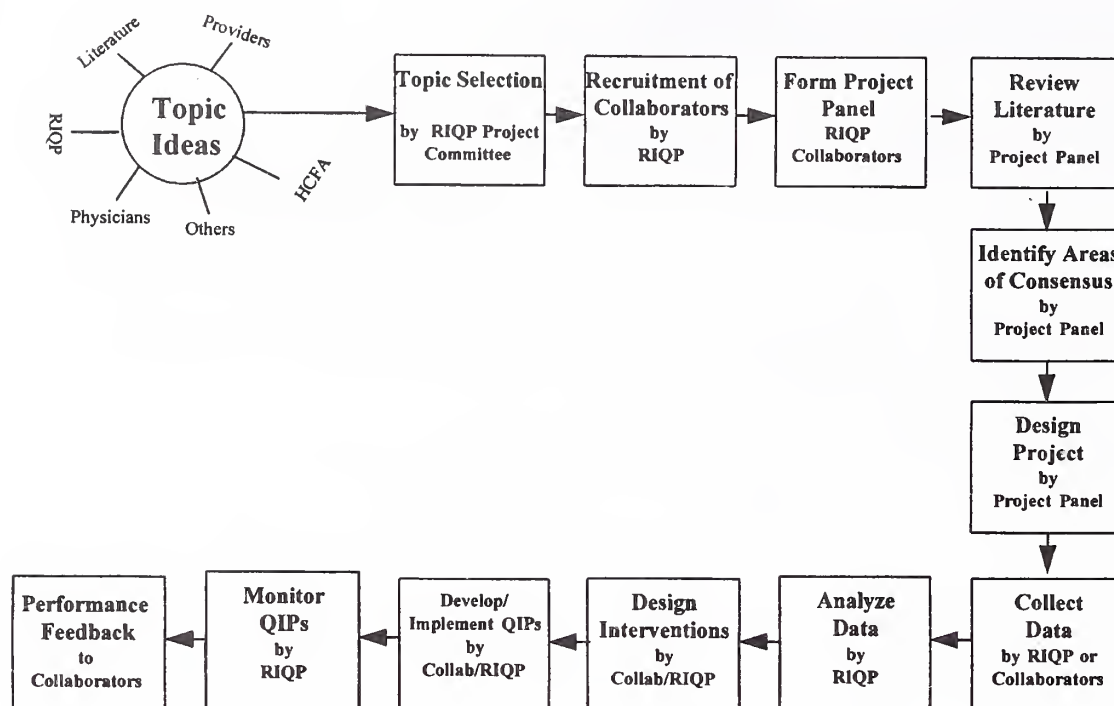 Literature
Providers
RIQP
Topic
Ideas
HCFA
Physicians
Others
Topic Selection
by RIQP Project
Committee
Recruitment of
Collaborators
by
RIQP
Form Project
Panel
RIQP
Collaborators
Review
Literature
by
Project Panel
Identify Areas
of Consensus
by
Project Panel
Design
Project
by
Project Panel
Collect
Data
by RIQP or
Collaborators
Analyze
Data
by
RIQP
Design
Interventions
by
Collab/RIQP
Develop/
Implement QIPs
by
Collab/RIQP
Monitor
QIPs
by
RIQP
Performance
Feedback
to
Collaborators